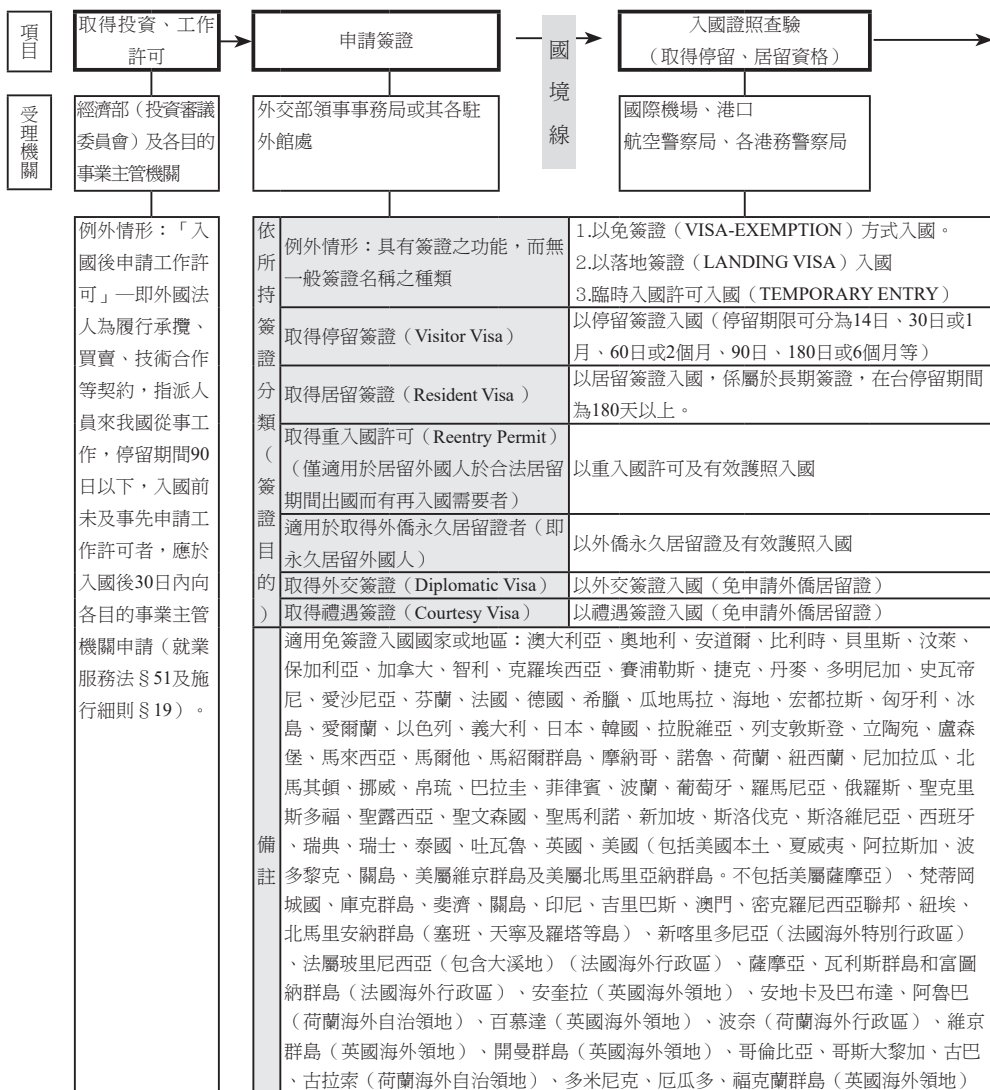 項目
取得投資、工作
許可
申請簽證
國境線
入國證照查驗
（取得停留、居留資格）
受理機關
經濟部（投資審議
委員會）及各目的
事業主管機關
外交部領事事務局或其各駐
外館處
國際機場、港口
航空警察局、各港務警察局
例外情形：「入
國後申請工作許
可」—即外國法
人為履行承攬、
買賣、技術合作
等契約，指派人
員來我國從事工
作，停留期間90
日以下，入國前
未及事先申請工
作許可者，應於
入國後30日內向
各目的事業主管
機關申請（就業
服務法§51及施
行細則§19）。
依所持簽證分類（簽證目的）
例外情形：具有簽證之功能，而無
一般簽證名稱之種類
1.以免簽證（VISA-EXEMPTION）方式入國。
2.以落地簽證（LANDING VISA）入國
3.臨時入國許可入國（TEMPORARY ENTRY）
取得停留簽證（Visitor Visa）
以停留簽證入國（停留期限可分為14日、30日或1
月、60日或2個月、90日、180日或6個月等）
取得居留簽證（Resident Visa ）
以居留簽證入國，係屬於長期簽證，在台停留期間
為180天以上。
取得重入國許可（Reentry Permit）
（僅適用於居留外國人於合法居留
期間出國而有再入國需要者）
以重入國許可及有效護照入國
適用於取得外僑永久居留證者（即
永久居留外國人）
以外僑永久居留證及有效護照入國
取得外交簽證（Diplomatic Visa）
以外交簽證入國（免申請外僑居留證）
取得禮遇簽證（Courtesy Visa）
以禮遇簽證入國（免申請外僑居留證）
備註
適用免簽證入國國家或地區：澳大利亞、奧地利、安道爾、比利時、貝里斯、汶萊、
保加利亞、加拿大、智利、克羅埃西亞、賽浦勒斯、捷克、丹麥、多明尼加、史瓦帝
尼、愛沙尼亞、芬蘭、法國、德國、希臘、瓜地馬拉、海地、宏都拉斯、匈牙利、冰
島、愛爾蘭、以色列、義大利、日本、韓國、拉脫維亞、列支敦斯登、立陶宛、盧森
堡、馬來西亞、馬爾他、馬紹爾群島、摩納哥、諾魯、荷蘭、紐西蘭、尼加拉瓜、北
馬其頓、挪威、帛琉、巴拉圭、菲律賓、波蘭、葡萄牙、羅馬尼亞、俄羅斯、聖克里
斯多福、聖露西亞、聖文森國、聖馬利諾、新加坡、斯洛伐克、斯洛維尼亞、西班牙
、瑞典、瑞士、泰國、吐瓦魯、英國、美國（包括美國本土、夏威夷、阿拉斯加、波
多黎克、關島、美屬維京群島及美屬北馬里亞納群島。不包括美屬薩摩亞）、梵蒂岡
城國、庫克群島、斐濟、關島、印尼、吉里巴斯、澳門、密克羅尼西亞聯邦、紐埃、
北馬里安納群島（塞班、天寧及羅塔等島）、新喀里多尼亞（法國海外特別行政區）
、法屬玻里尼西亞（包含大溪地）（法國海外行政區）、薩摩亞、瓦利斯群島和富圖
納群島（法國海外行政區）、安奎拉（英國海外領地）、安地卡及巴布達、阿魯巴
（荷蘭海外自治領地）、百慕達（英國海外領地）、波奈（荷蘭海外行政區）、維京
群島（英國海外領地）、開曼群島（英國海外領地）、哥倫比亞、哥斯大黎加、古巴
、古拉索（荷蘭海外自治領地）、多米尼克、厄瓜多、福克蘭群島（英國海外領地）